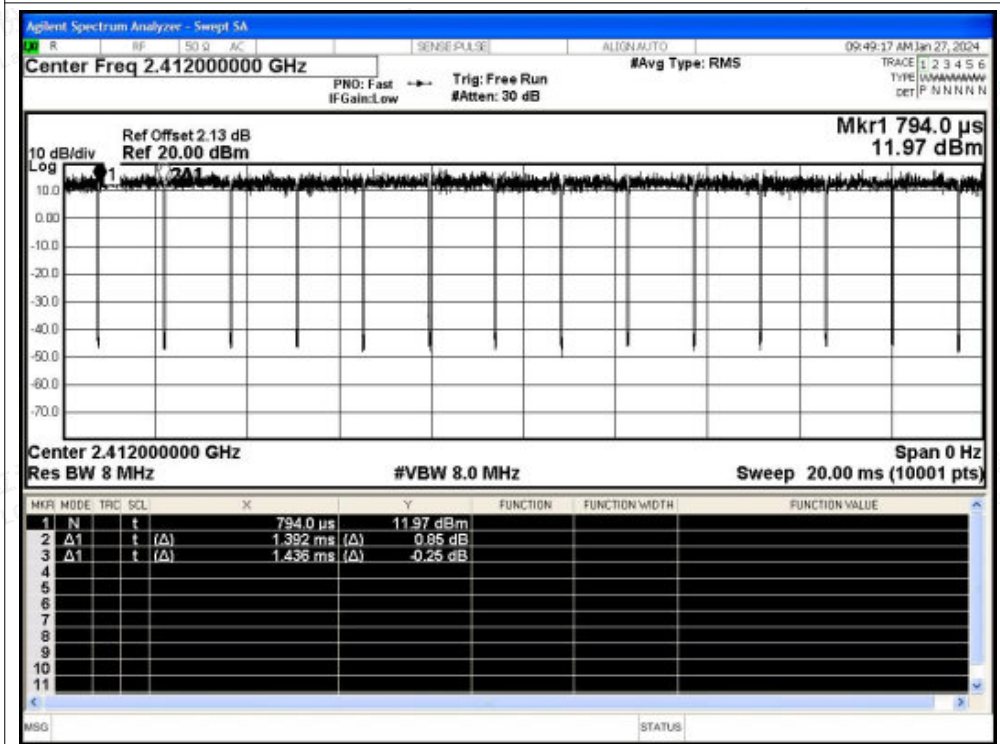 Agilent Spectrum Analyzer - Swept SA
R RF 50 Ω AC SENSE:PULSE ALIGN AUTO 09:49:17 AM Jan 27, 2024
Center Freq 2.412000000 GHz #Avg Type: RMS TRACE 1 2 3 4 5 6
PNO: Fast Trig: Free Run TYPE
IFGain:Low #Atten: 30 dB DET P N N N N N
Mkr1 794.0 µs
Ref Offset 2.13 dB
10 dB/div Ref 20.00 dBm 11.97 dBm
Log
1
10.0
0.00
-10.0
-20.0
-30.0
-40.0
-50.0
-60.0
-70.0
Center 2.412000000 GHz Span 0 Hz
Res BW 8 MHz #VBW 8.0 MHz Sweep 20.00 ms (10001 pts)
MKR MODE TRC SCL X Y FUNCTION FUNCTION WIDTH FUNCTION VALUE
1 N t 794.0 µs 11.97 dBm
2 Δ1 t (Δ) 1.392 ms (Δ) 0.85 dB
3 Δ1 t (Δ) 1.436 ms (Δ) -0.25 dB
4
5
6
7
8
9
10
11
MSG STATUS